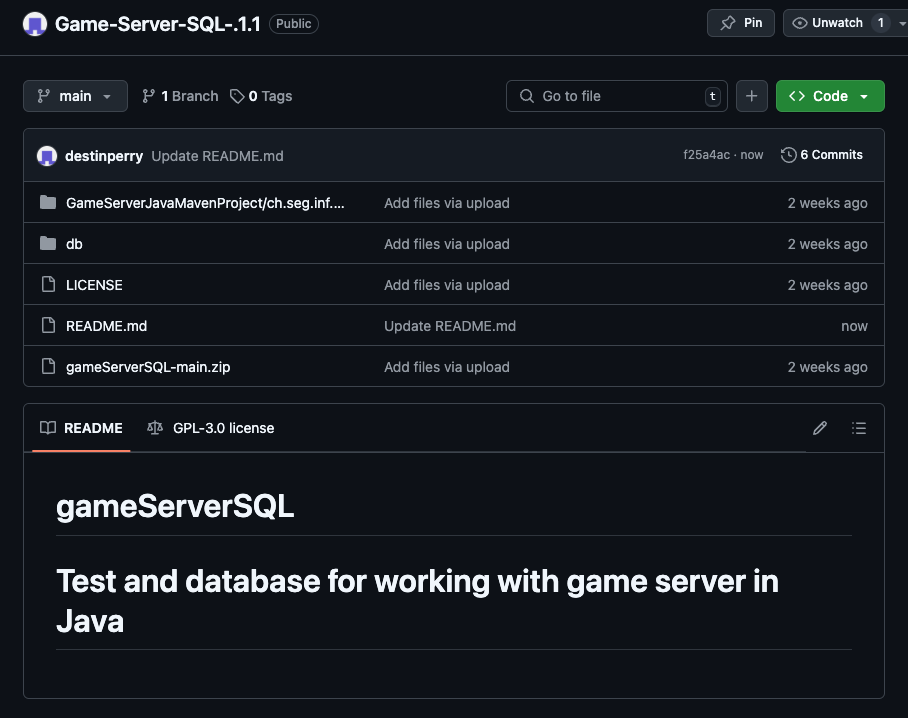 Game-Server-SQL-.1.1 Public Pin Unwatch 1
main 1 Branch 0 Tags Go to file t Code
destinperry Update README.md f25a4ac · now 6 Commits
GameServerJavaMavenProject/ch.seg.inf.... Add files via upload 2 weeks ago
db Add files via upload 2 weeks ago
LICENSE Add files via upload 2 weeks ago
README.md Update README.md now
gameServerSQL-main.zip Add files via upload 2 weeks ago
README GPL-3.0 license
gameServerSQL
Test and database for working with game server in
Java